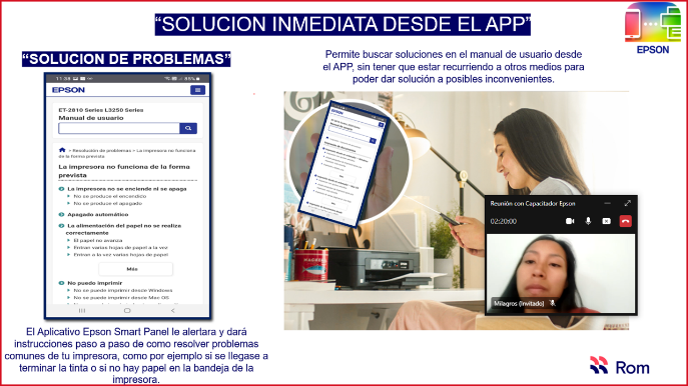 “SOLUCION INMEDIATA DESDE EL APP”
EPSON
“SOLUCION DE PROBLEMAS”
Permite buscar soluciones en el manual de usuario desde
el APP, sin tener que estar recurriendo a otros medios para
poder dar solución a posibles inconvenientes.
11:38
88%
EPSON
ET-2810 Series L3250 Series
Manual de usuario
> Resolución de problemas > La impresora no funciona
de la forma prevista
La impresora no funciona de la forma
prevista
La impresora no se enciende ni se apaga
No se produce el encendido
No se produce el apagado
Apagado automático
La alimentación del papel no se realiza
correctamente
El papel no avanza
Entran varias hojas de papel a la vez
Entran a la vez varias hojas de papel
Más
No puedo imprimir
No se puede imprimir desde Windows
No se puede imprimir desde Mac OS
Reunión con Capacitador Epson
02:20:00
Milagros (Invitado)
El Aplicativo Epson Smart Panel le alertara y dará
instrucciones paso a paso de como resolver problemas
comunes de tu impresora, como por ejemplo si se llegase a
terminar la tinta o si no hay papel en la bandeja de la
impresora.
Rom